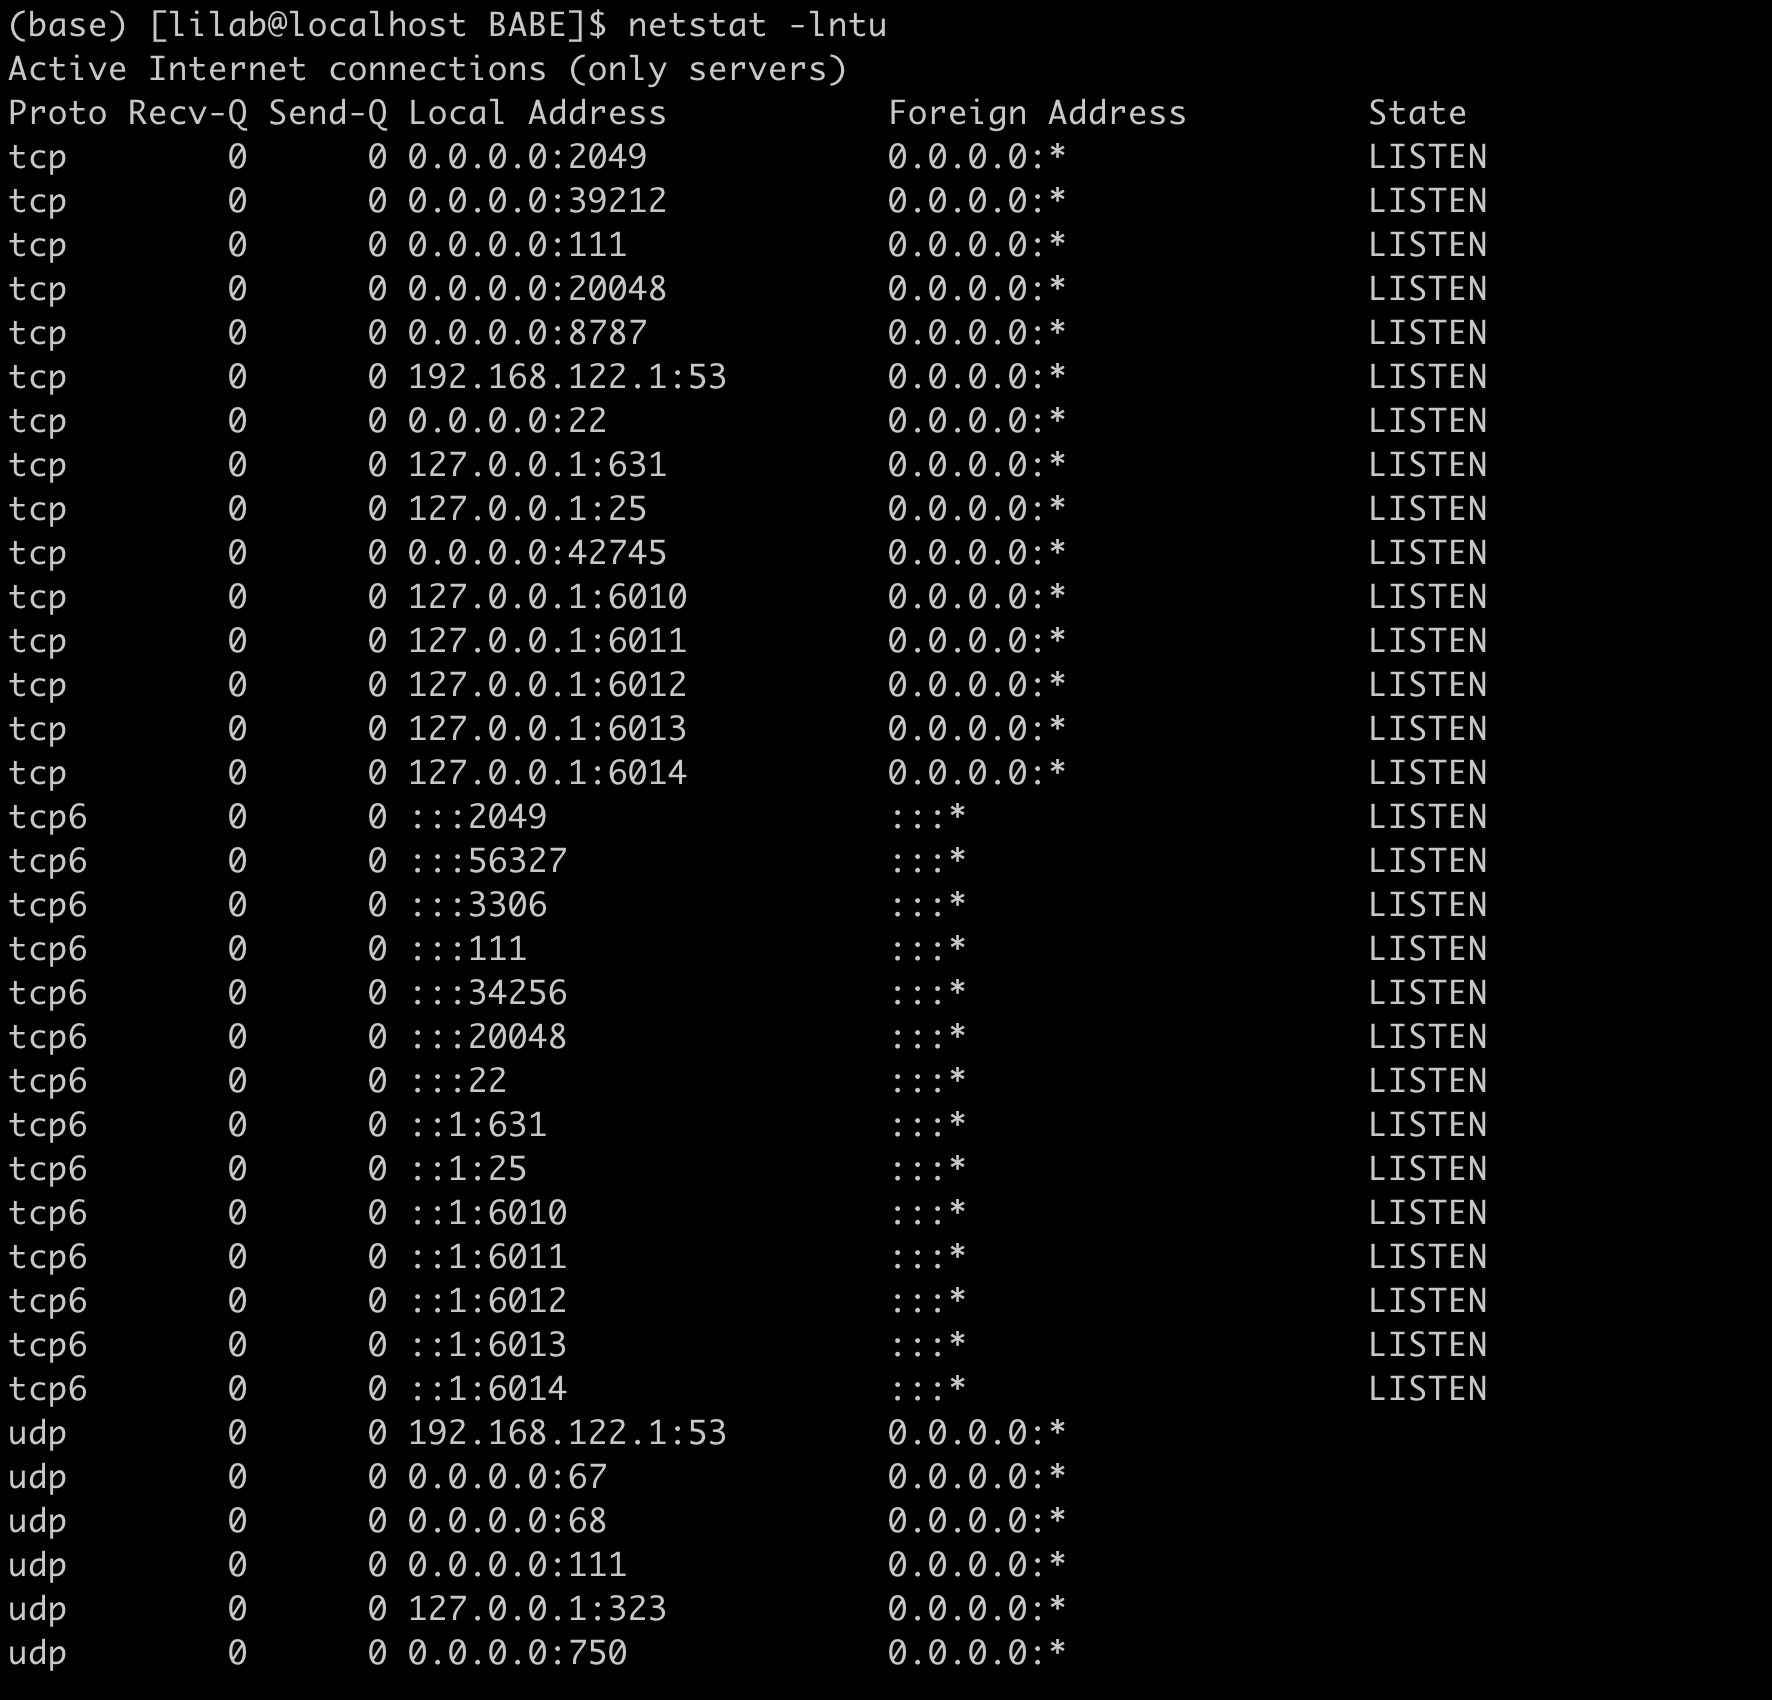 (base) [lilab@localhost BABE]$ netstat -lntu
Active Internet connections (only servers)
Proto Recv-Q Send-Q Local Address           Foreign Address         State
tcp        0      0 0.0.0.0:2049            0.0.0.0:*               LISTEN
tcp        0      0 0.0.0.0:39212           0.0.0.0:*               LISTEN
tcp        0      0 0.0.0.0:111             0.0.0.0:*               LISTEN
tcp        0      0 0.0.0.0:20048           0.0.0.0:*               LISTEN
tcp        0      0 0.0.0.0:8787            0.0.0.0:*               LISTEN
tcp        0      0 192.168.122.1:53        0.0.0.0:*               LISTEN
tcp        0      0 0.0.0.0:22              0.0.0.0:*               LISTEN
tcp        0      0 127.0.0.1:631           0.0.0.0:*               LISTEN
tcp        0      0 127.0.0.1:25            0.0.0.0:*               LISTEN
tcp        0      0 0.0.0.0:42745           0.0.0.0:*               LISTEN
tcp        0      0 127.0.0.1:6010          0.0.0.0:*               LISTEN
tcp        0      0 127.0.0.1:6011          0.0.0.0:*               LISTEN
tcp        0      0 127.0.0.1:6012          0.0.0.0:*               LISTEN
tcp        0      0 127.0.0.1:6013          0.0.0.0:*               LISTEN
tcp        0      0 127.0.0.1:6014          0.0.0.0:*               LISTEN
tcp6       0      0 :::2049                 :::*                    LISTEN
tcp6       0      0 :::56327                :::*                    LISTEN
tcp6       0      0 :::3306                 :::*                    LISTEN
tcp6       0      0 :::111                  :::*                    LISTEN
tcp6       0      0 :::34256                :::*                    LISTEN
tcp6       0      0 :::20048                :::*                    LISTEN
tcp6       0      0 :::22                   :::*                    LISTEN
tcp6       0      0 ::1:631                 :::*                    LISTEN
tcp6       0      0 ::1:25                  :::*                    LISTEN
tcp6       0      0 ::1:6010                :::*                    LISTEN
tcp6       0      0 ::1:6011                :::*                    LISTEN
tcp6       0      0 ::1:6012                :::*                    LISTEN
tcp6       0      0 ::1:6013                :::*                    LISTEN
tcp6       0      0 ::1:6014                :::*                    LISTEN
udp        0      0 192.168.122.1:53        0.0.0.0:*
udp        0      0 0.0.0.0:67              0.0.0.0:*
udp        0      0 0.0.0.0:68              0.0.0.0:*
udp        0      0 0.0.0.0:111             0.0.0.0:*
udp        0      0 127.0.0.1:323           0.0.0.0:*
udp        0      0 0.0.0.0:750             0.0.0.0:*